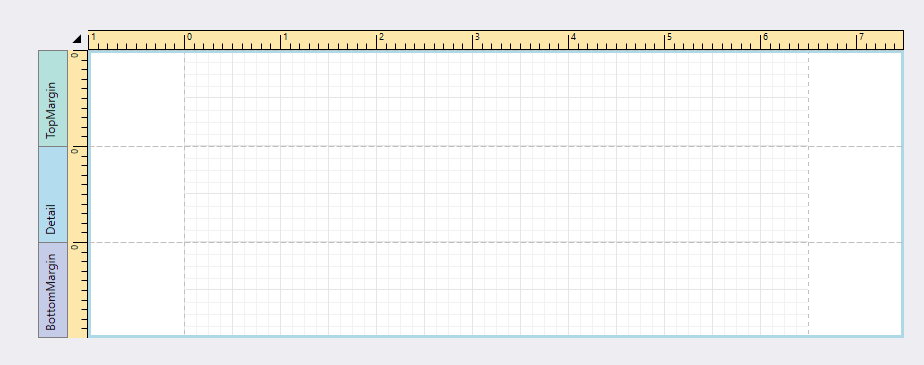 1 0 1 2 3 4 5 6 7
0
TopMargin
0
Detail
0
BottomMargin